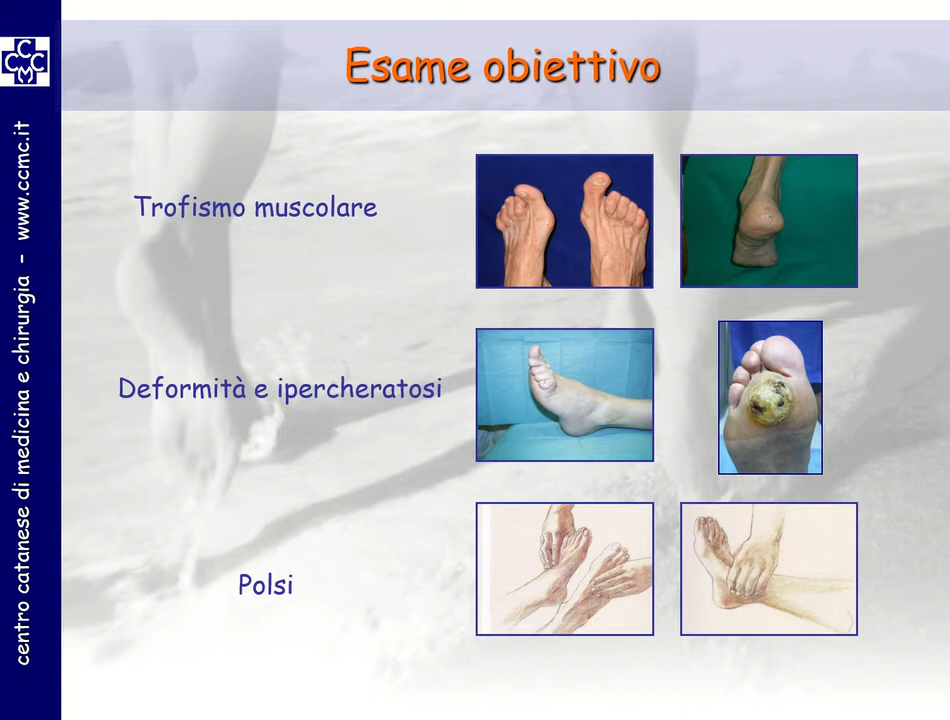 Esame obiettivo
C
C C C
M
centro catanese di medicina e chirurgia - www.ccmc.it
Trofismo muscolare
Deformità e ipercheratosi
Polsi